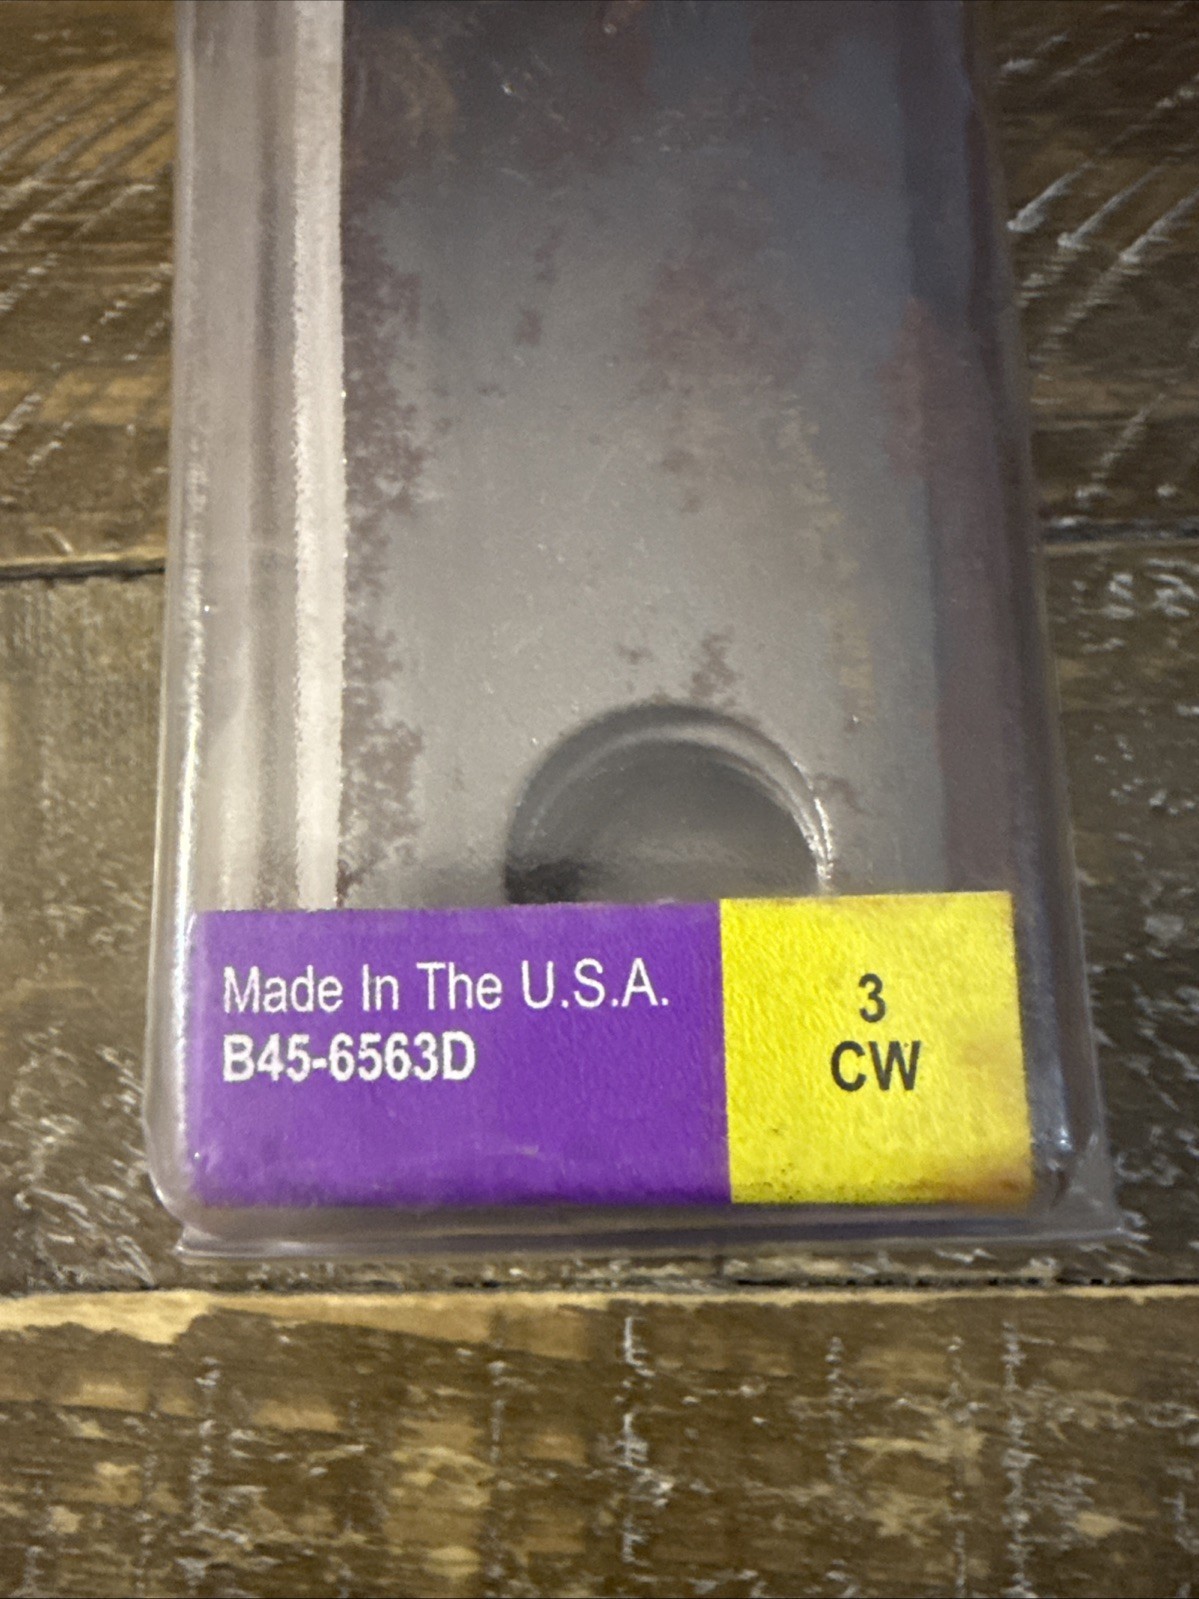 Made In The U.S.A.
B45-6563D
3
CW